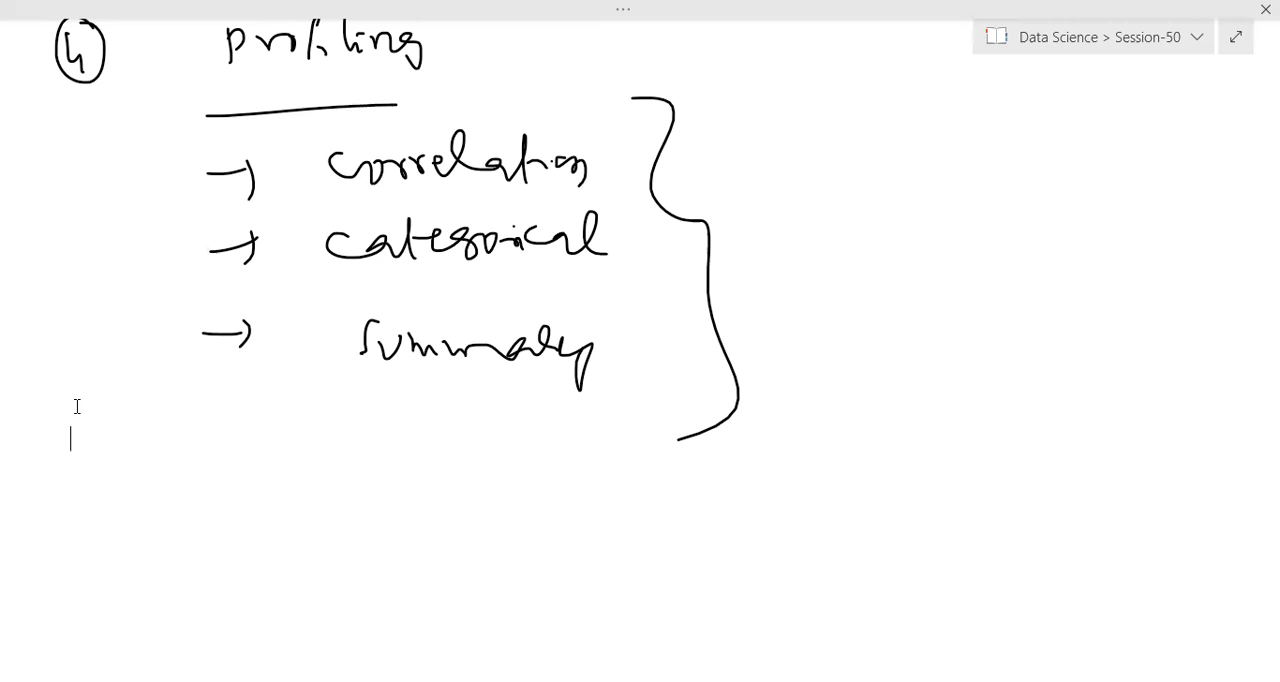 Data Science > Session-50
④ profiling
→ correlation
→ categorical
→ summary